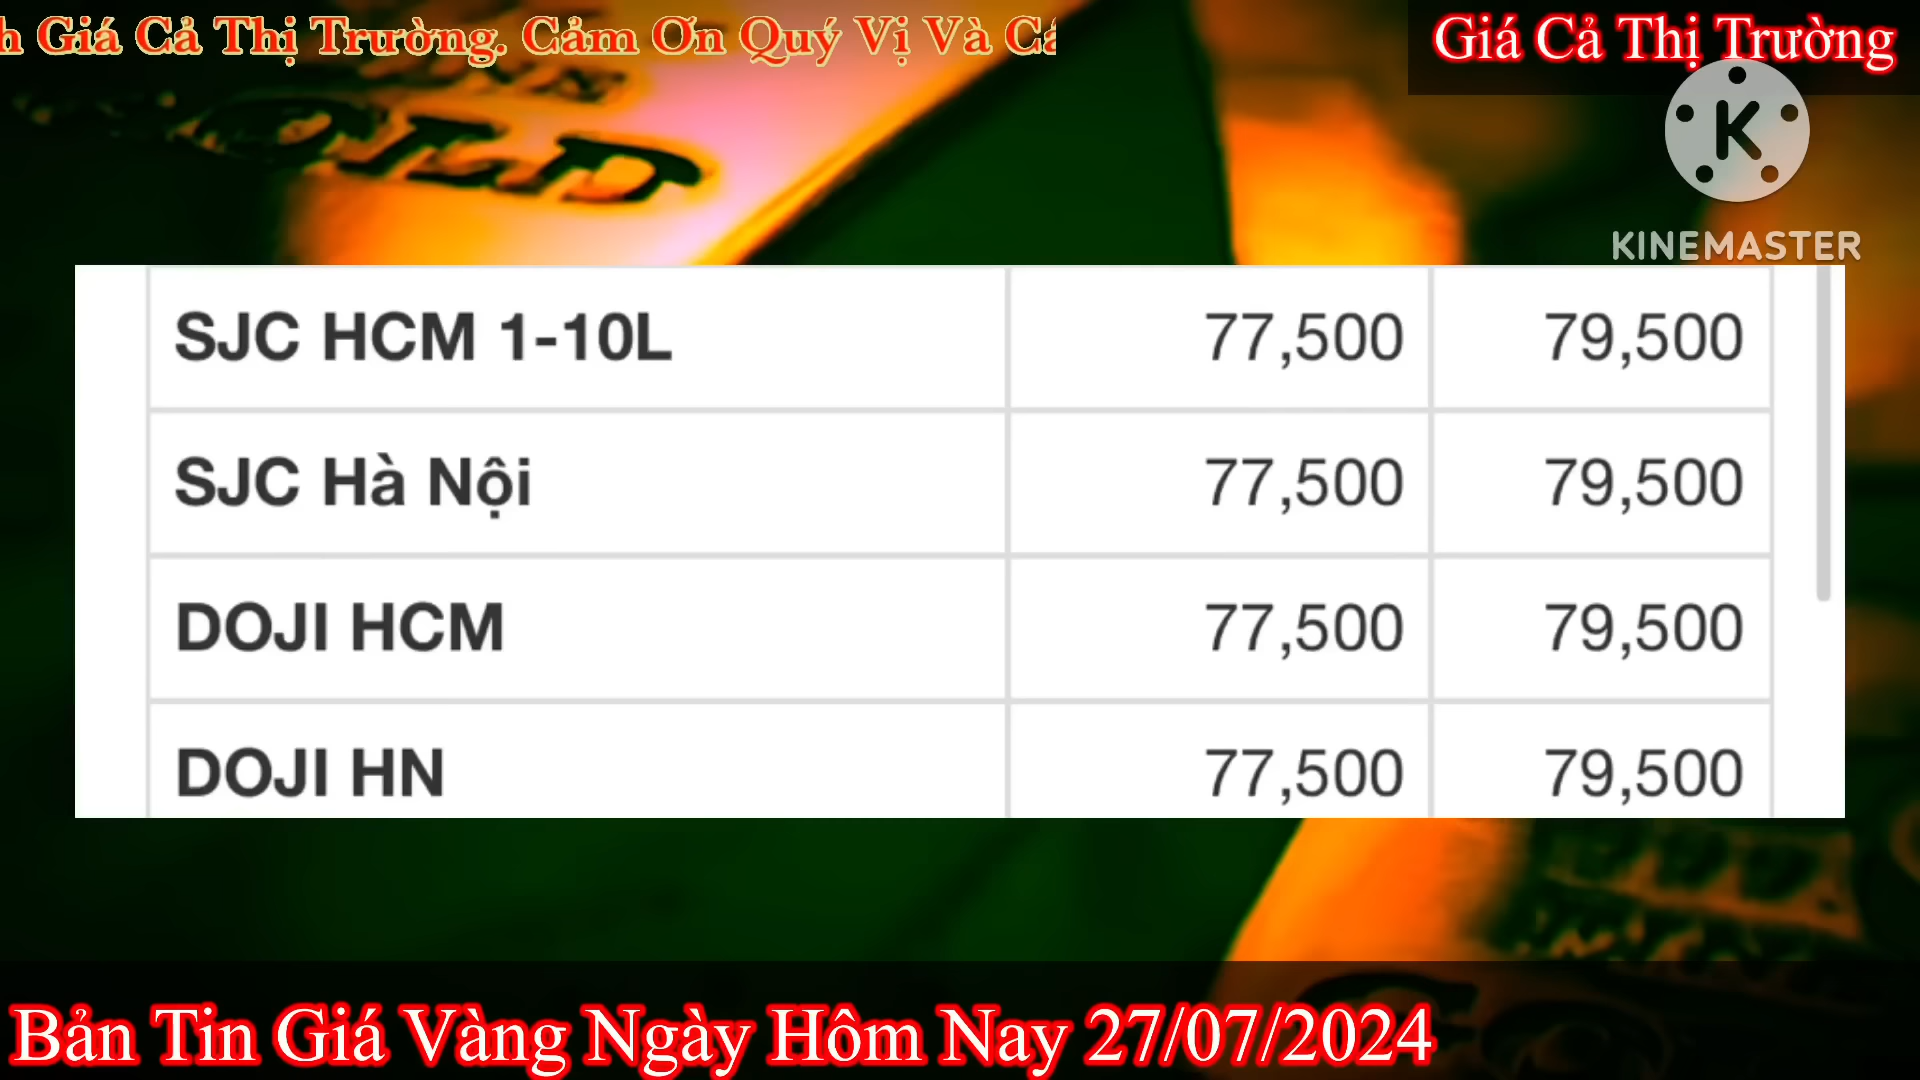 Giá Cả Thị Trường. Cảm Ơn Quý Vị Và
Giá Cả Thị Trường
K
KINEMASTER
OLD
SJC HCM 1-10L 77,500 79,500
SJC Hà Nội 77,500 79,500
DOJI HCM 77,500 79,500
DOJI HN 77,500 79,500
Bản Tin Giá Vàng Ngày Hôm Nay 27/07/2024